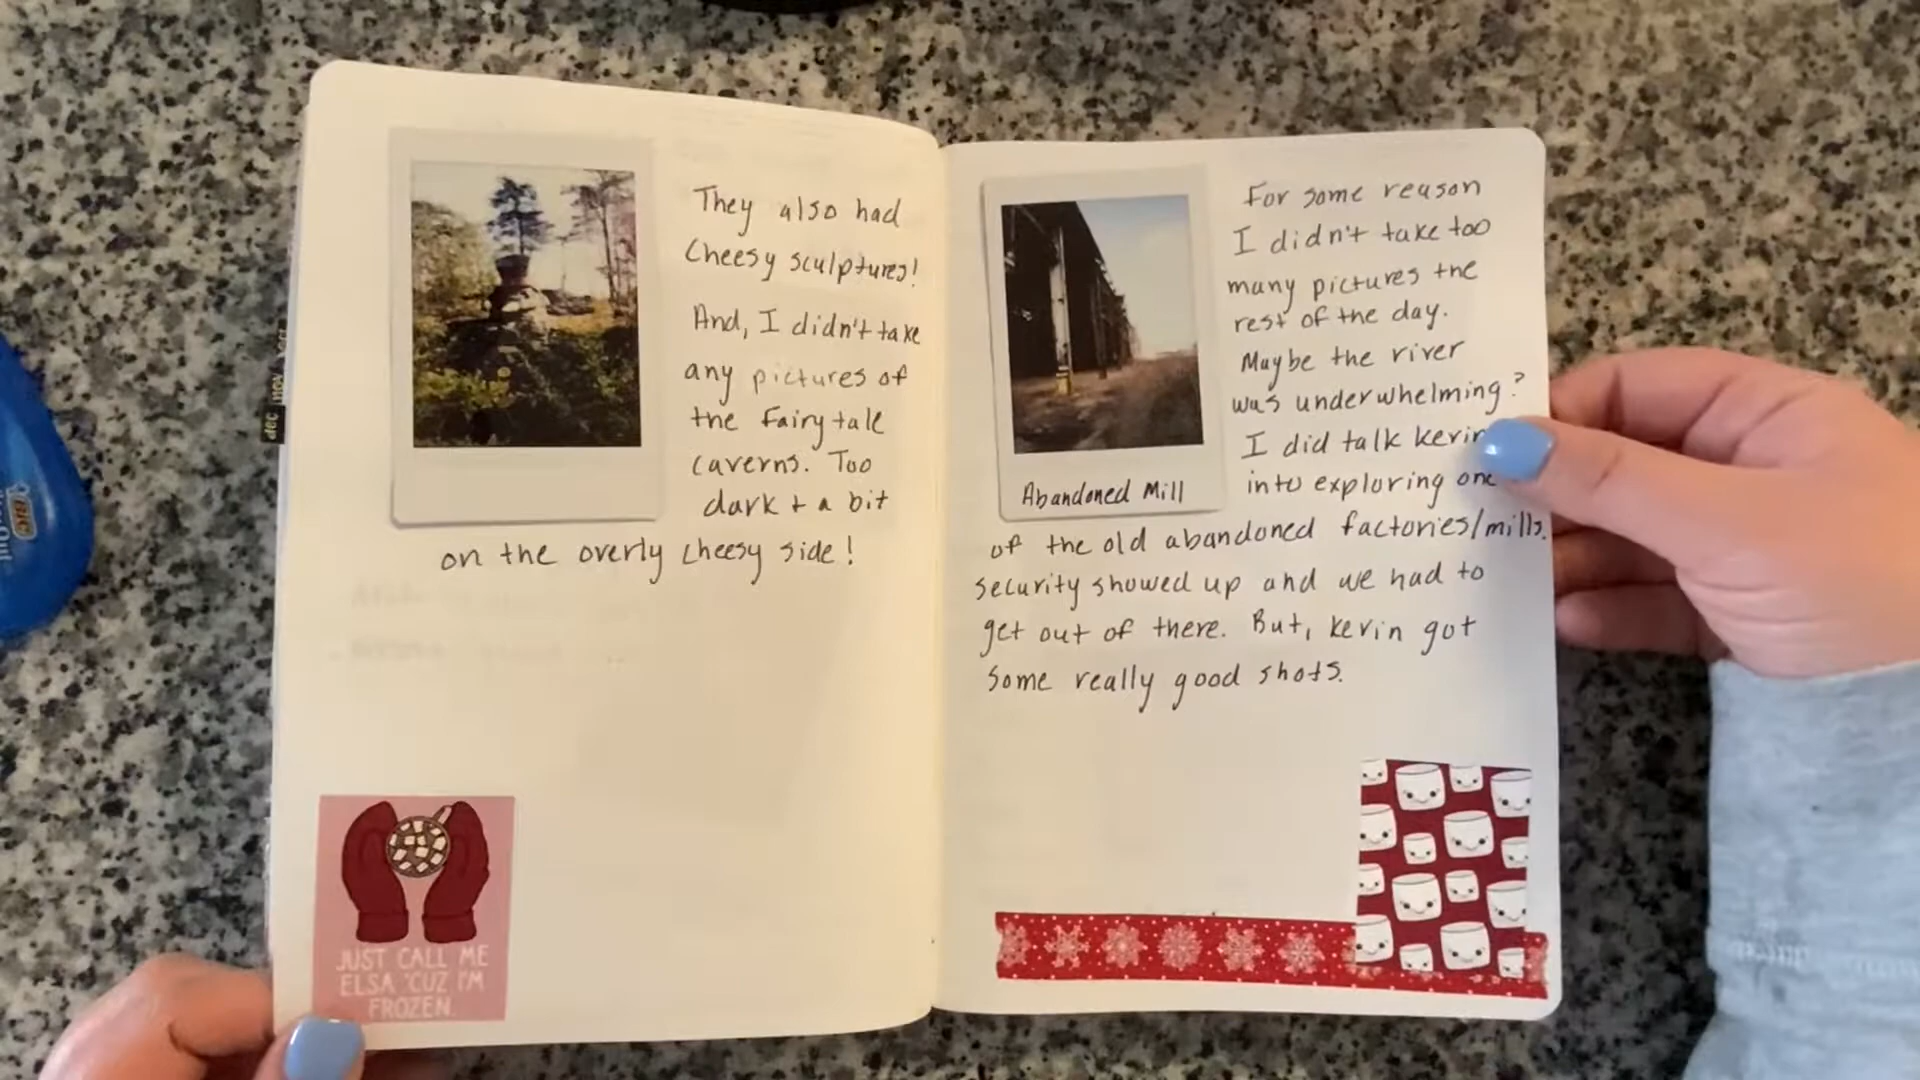 They also had
Cheesy sculptures!
And, I didn't take
any pictures of
the fairytale
caverns. Too
dark + a bit
on the overly cheesy side!
JUST CALL ME
ELSA 'CUZ I'M
FROZEN.
For some reason
I didn't take too
many pictures the
rest of the day.
Maybe the river
was underwhelming?
I did talk kevin
into exploring one
of the old abandoned factories/mills.
security showed up and we had to
get out of there. But, kevin got
some really good shots.
Abandoned Mill
dec
BIC